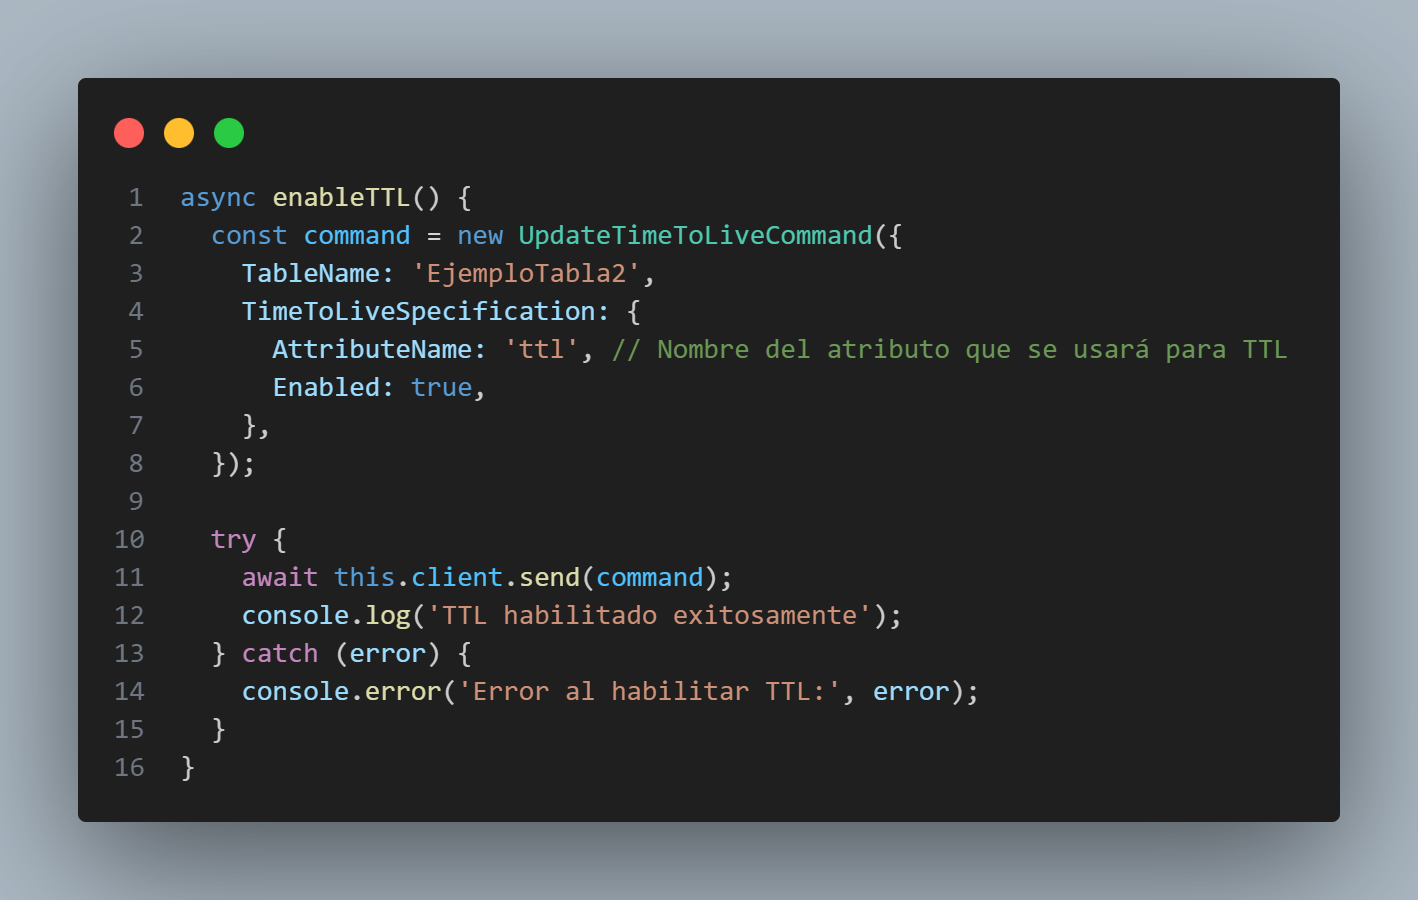 1 async enableTTL() {
2   const command = new UpdateTimeToLiveCommand({
3     TableName: 'EjemploTabla2',
4     TimeToLiveSpecification: {
5       AttributeName: 'ttl', // Nombre del atributo que se usará para TTL
6       Enabled: true,
7     },
8   });
9
10   try {
11     await this.client.send(command);
12     console.log('TTL habilitado exitosamente');
13   } catch (error) {
14     console.error('Error al habilitar TTL:', error);
15   }
16 }